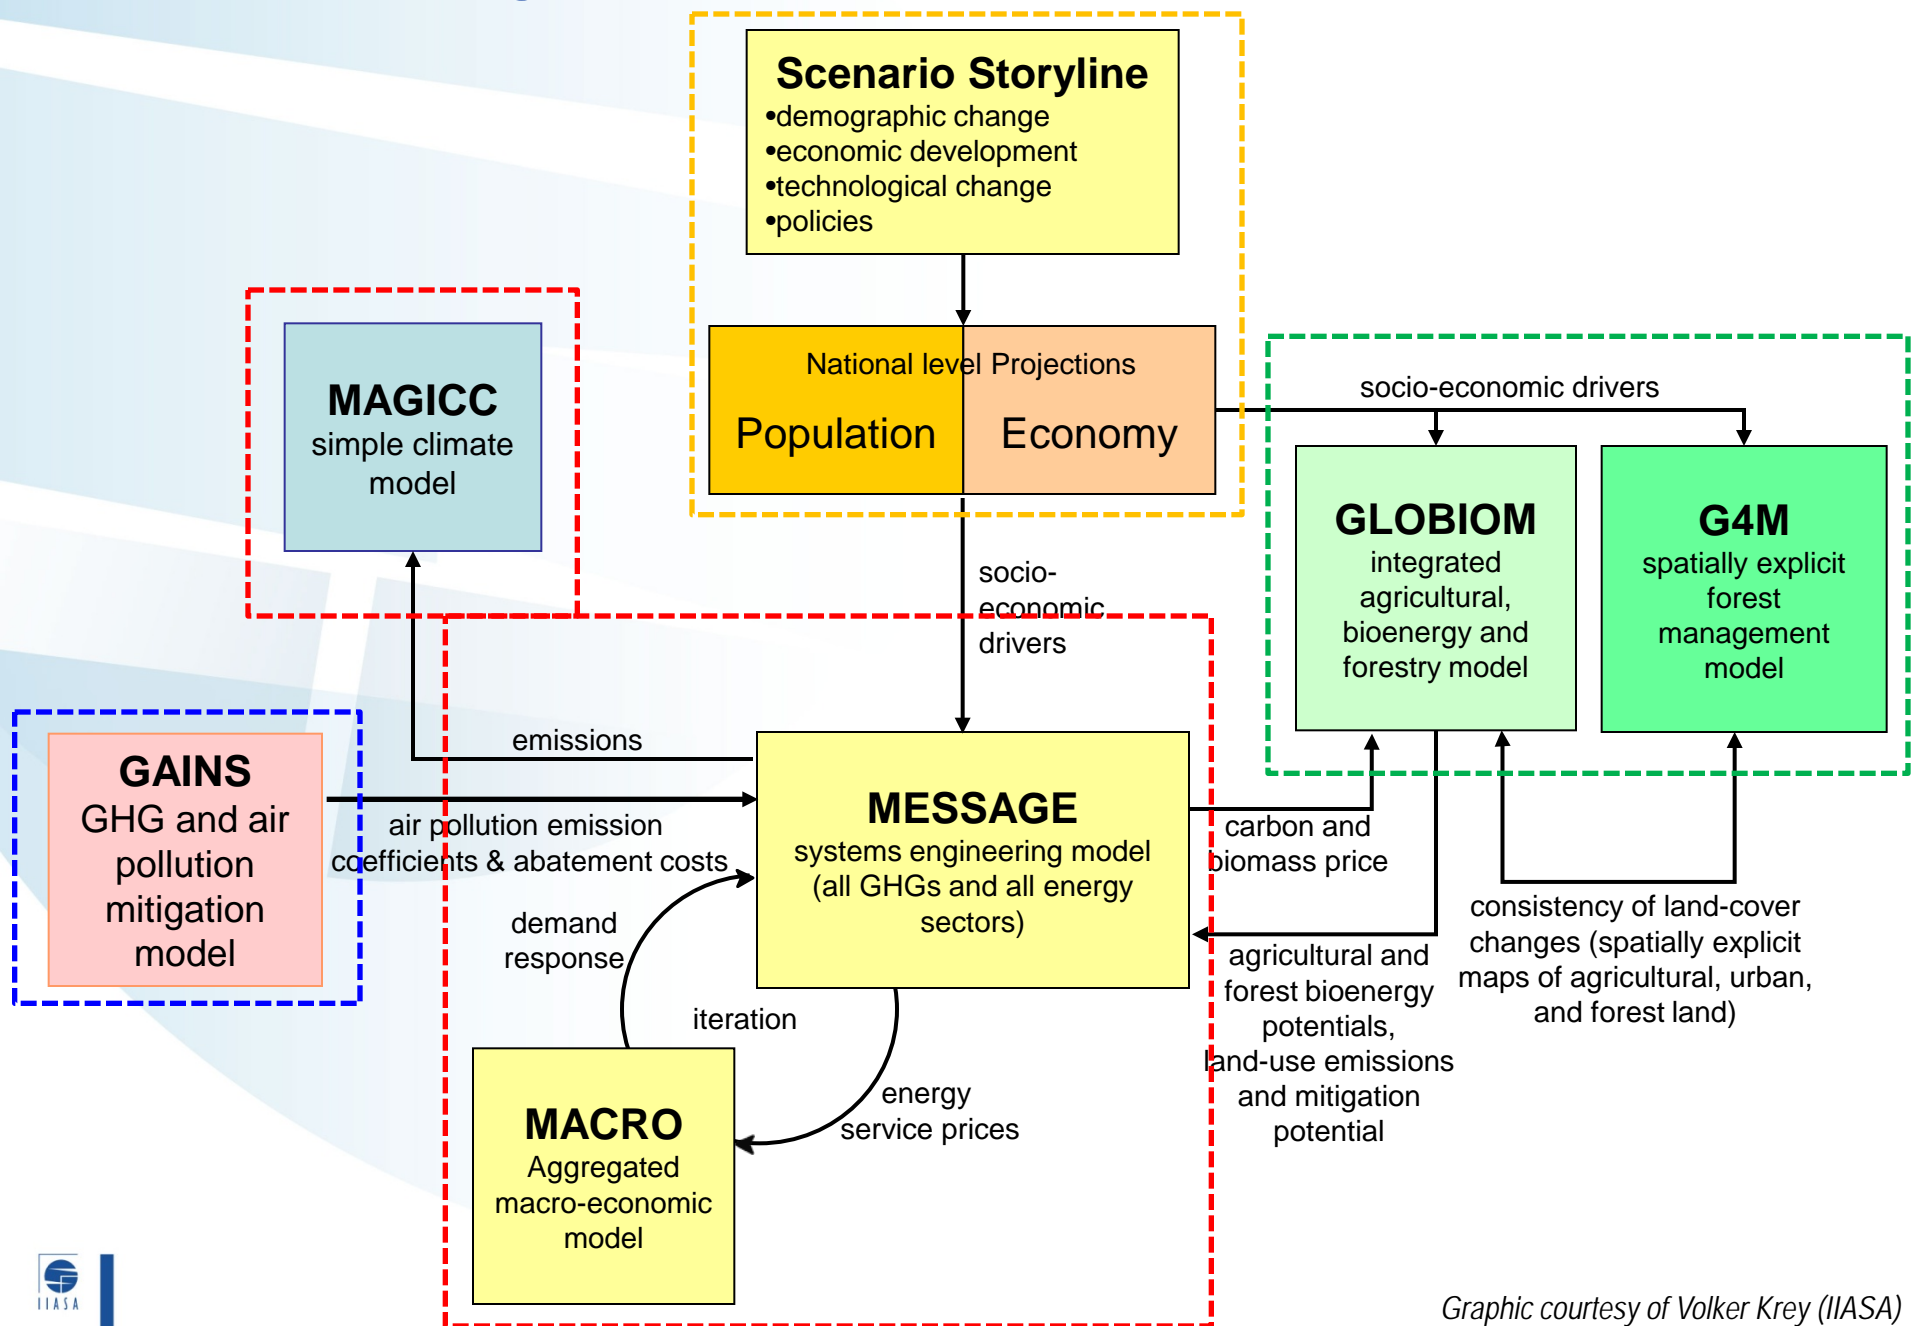 Scenario Storyline
•demographic change
•economic development
•technological change
•policies
National level Projections
Population
Economy
MAGICC
simple climate
model
socio-economic drivers
GLOBIOM
integrated
agricultural,
bioenergy and
forestry model
G4M
spatially explicit
forest
management
model
socio-
economic
drivers
emissions
GAINS
GHG and air
pollution
mitigation
model
air pollution emission
coefficients & abatement costs
MESSAGE
systems engineering model
(all GHGs and all energy
sectors)
carbon and
biomass price
demand
response
iteration
energy
service prices
agricultural and
forest bioenergy
potentials,
land-use emissions
and mitigation
potential
consistency of land-cover
changes (spatially explicit
maps of agricultural, urban,
and forest land)
MACRO
Aggregated
macro-economic
model
IIASA
Graphic courtesy of Volker Krey (IIASA)